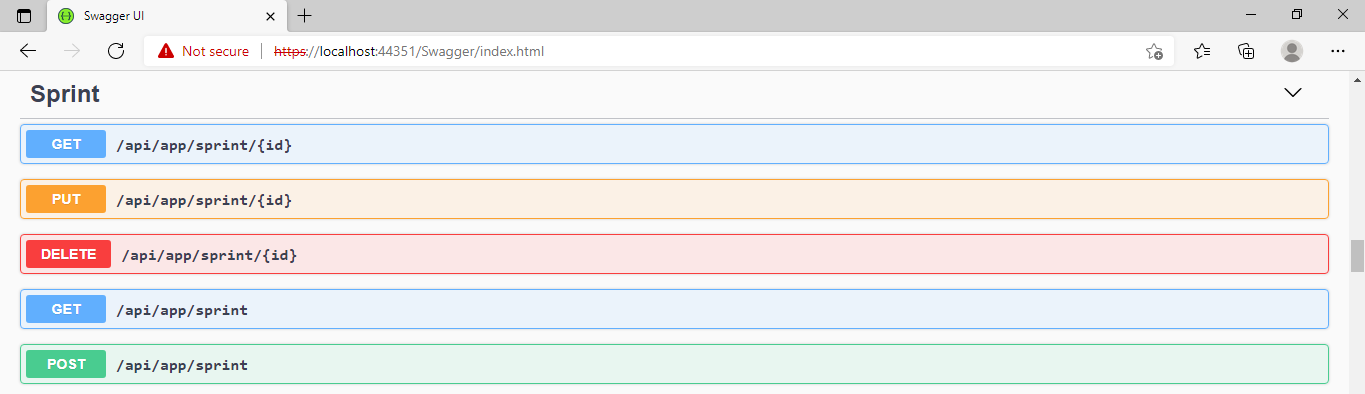 Swagger UI
Not secure https://localhost:44351/Swagger/index.html
Sprint
GET /api/app/sprint/{id}
PUT /api/app/sprint/{id}
DELETE /api/app/sprint/{id}
GET /api/app/sprint
POST /api/app/sprint